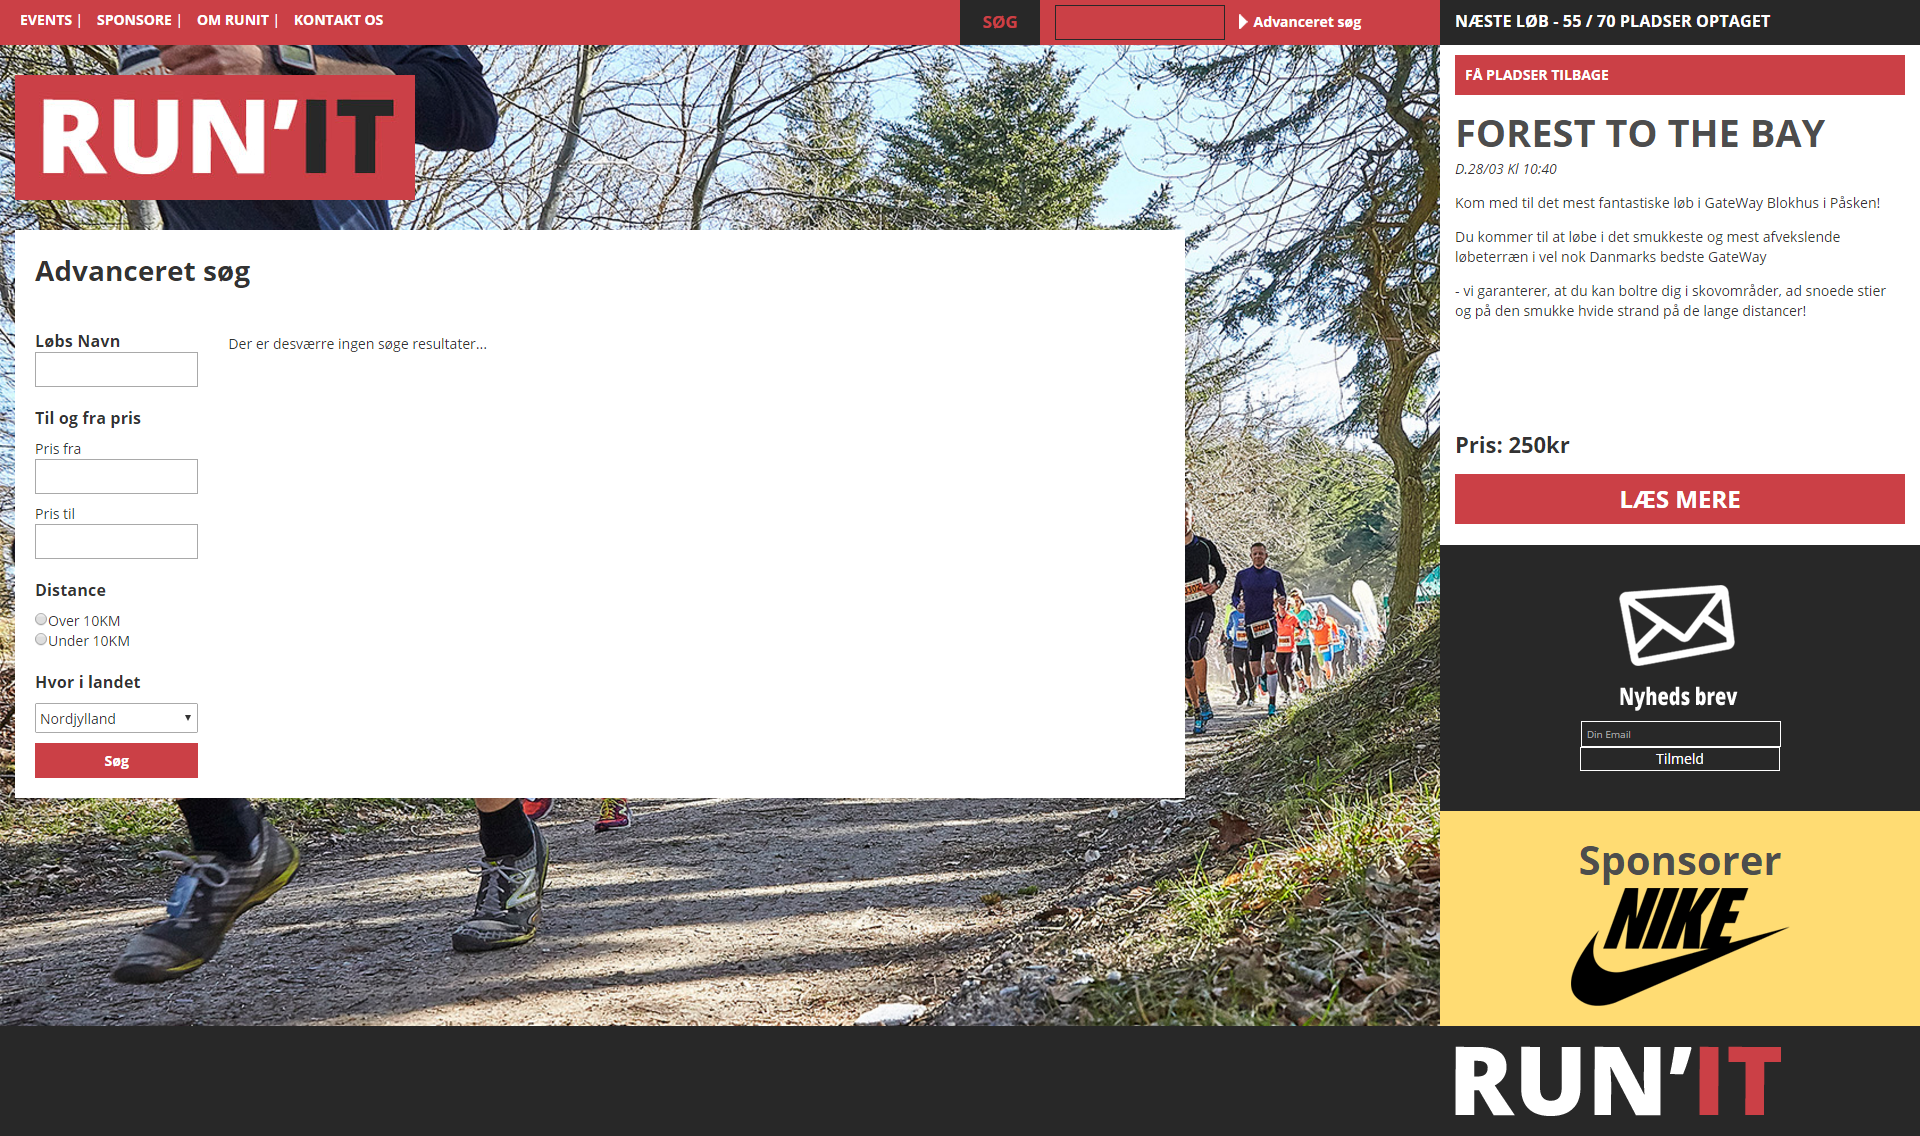 EVENTS | SPONSORE | OM RUNIT | KONTAKT OS
SØG
Advanceret søg
NÆSTE LØB - 55 / 70 PLADSER OPTAGET
RUN'IT
Advanceret søg
Løbs Navn
Der er desværre ingen søge resultater...
Til og fra pris
Pris fra
Pris til
Distance
Over 10KM
Under 10KM
Hvor i landet
Nordjylland
Søg
FÅ PLADSER TILBAGE
FOREST TO THE BAY
D.28/03 Kl 10:40
Kom med til det mest fantastiske løb i GateWay Blokhus i Påsken!
Du kommer til at løbe i det smukkeste og mest afvekslende
løbeterræn i vel nok Danmarks bedste GateWay
- vi garanterer, at du kan boltre dig i skovområder, ad snoede stier
og på den smukke hvide strand på de lange distancer!
Pris: 250kr
LÆS MERE
Nyheds brev
Din Email
Tilmeld
Sponsorer
NIKE
RUN'IT